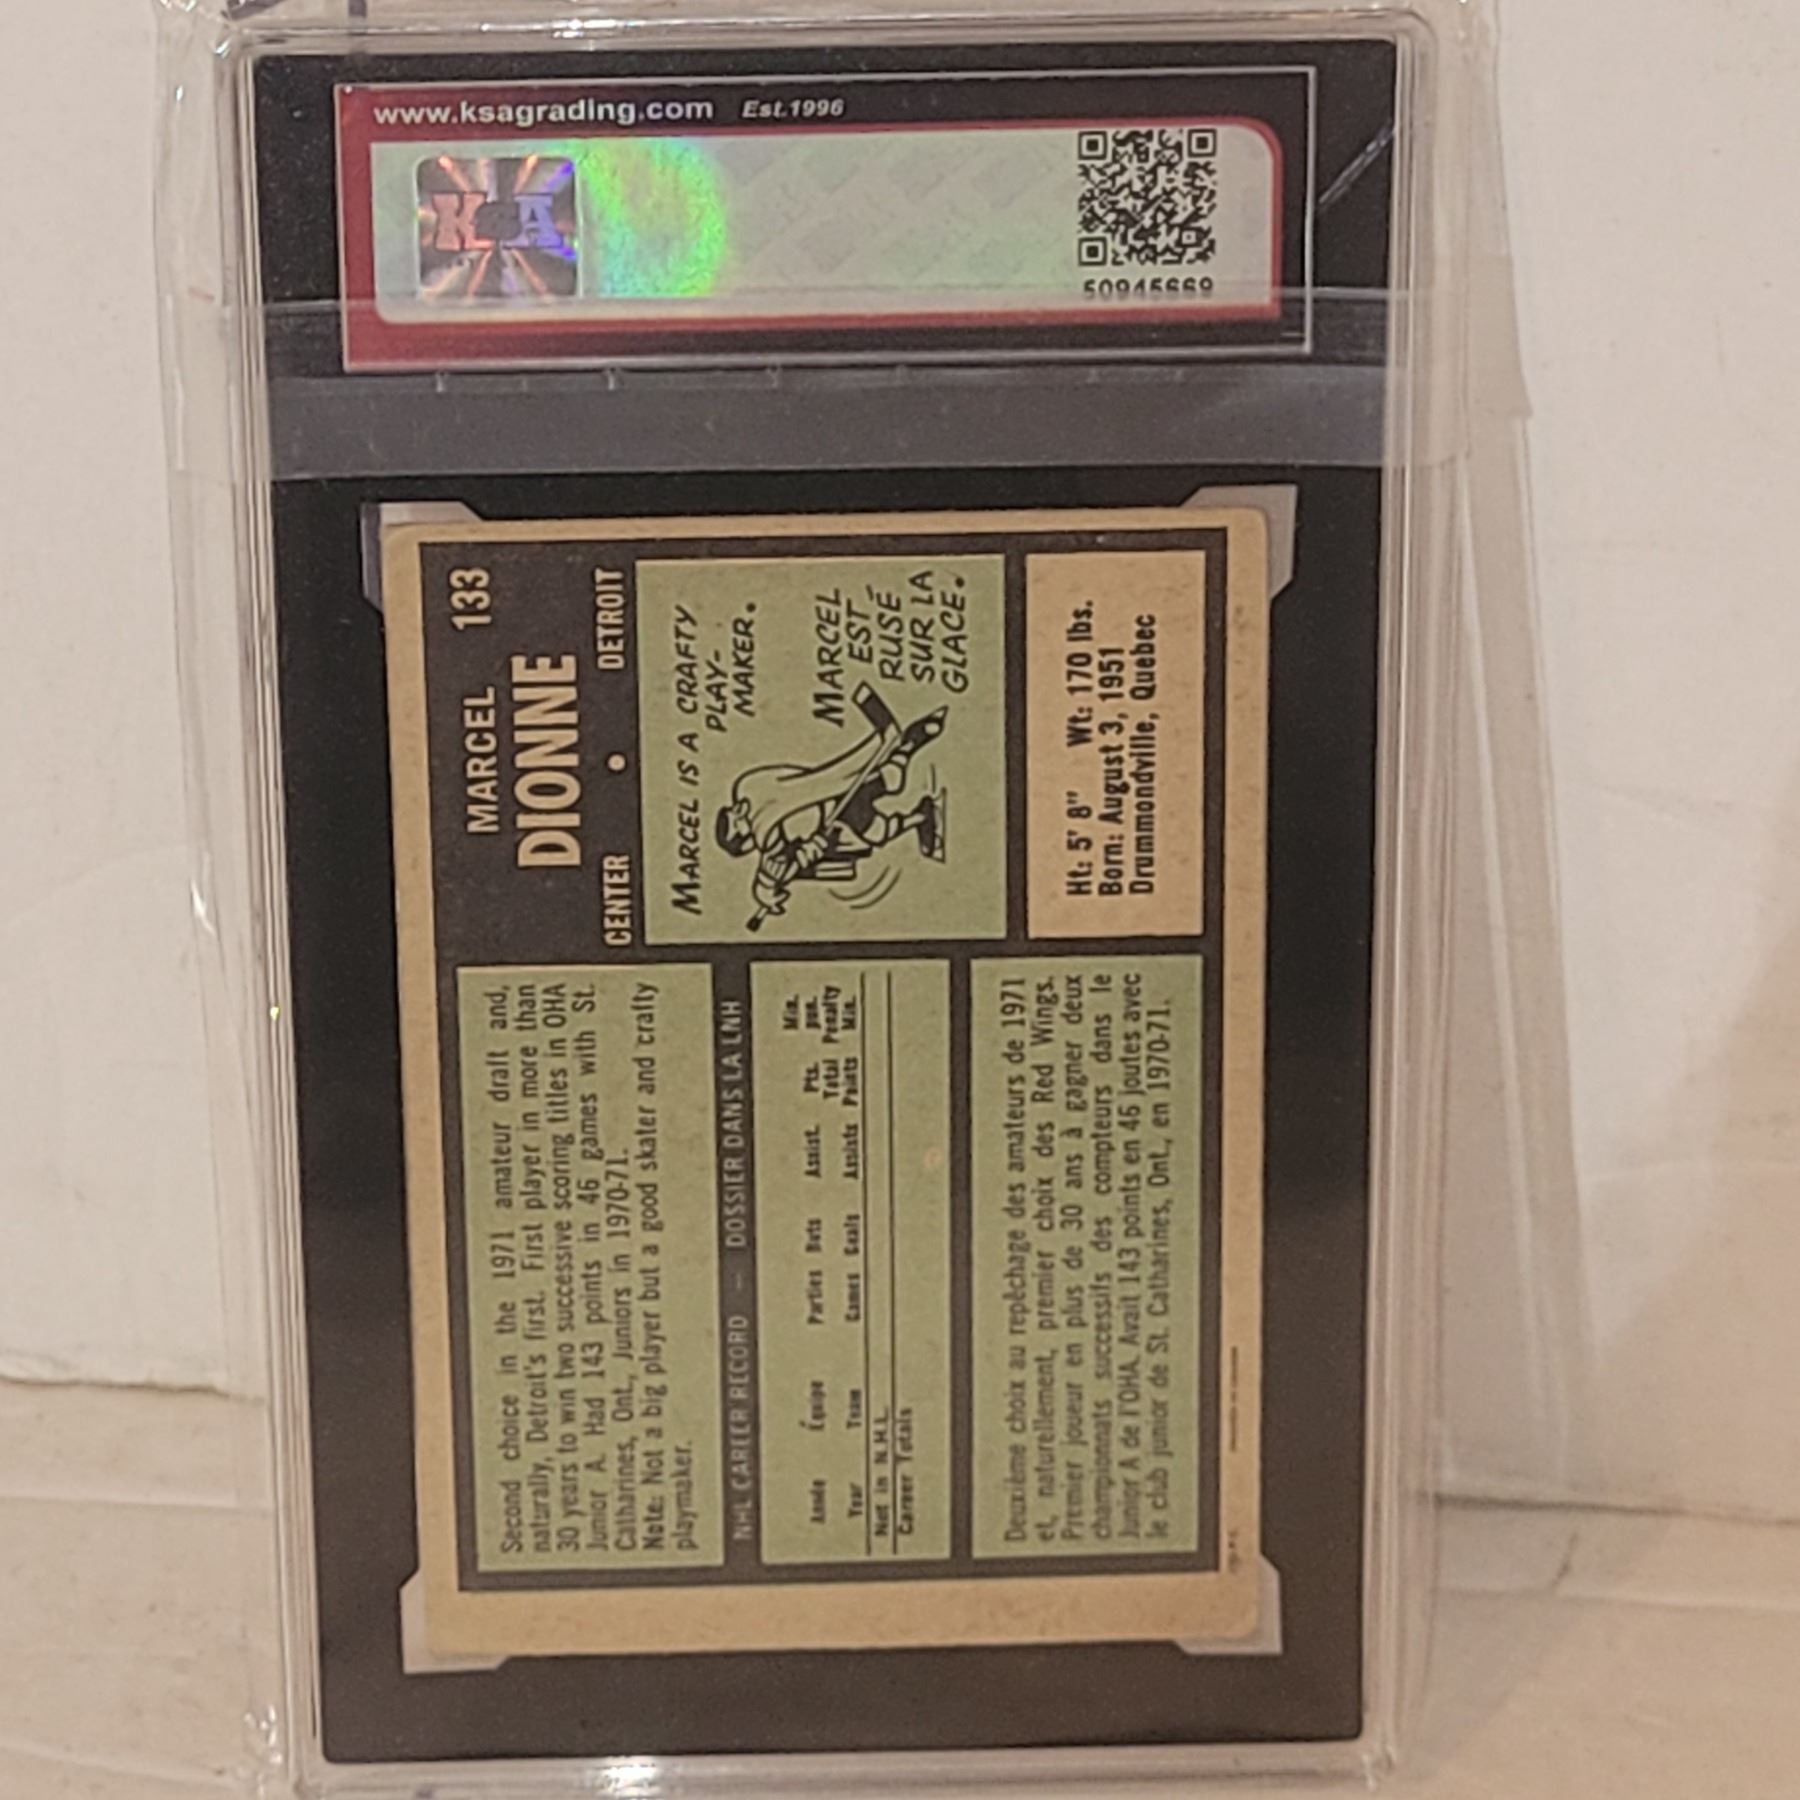 www.ksagrading.com Est.1996
KSA
50945669
MARCEL 133
DIONNE
CENTER • DETROIT
Second choice in the 1971 amateur draft and,
naturally, Detroit's first. First player in more than
30 years to win two successive scoring titles in OHA
Junior A. Had 143 points in 46 games with St.
Catharines, Ont., Juniors in 1970-71.
Note: Not a big player but a good skater and crafty
playmaker.
MARCEL IS A CRAFTY
PLAY-
MAKER.
MARCEL
EST
RUSÉ
SUR LA
GLACE.
NHL CAREER RECORD — DOSSIER DANS LA LNH
Min.
Pts. pun.
Année Équipe Parties Buts Assist. Total Penalty
Year Team Games Goals Assists Points Min.
Not in N.H.L.
Career Totals
Deuxième choix au repêchage des amateurs de 1971
et, naturellement, premier choix des Red Wings.
Premier joueur en plus de 30 ans à gagner deux
championnats successifs des compteurs dans le
Junior A de l'OHA. Avait 143 points en 46 joutes avec
le club junior de St. Catharines, Ont., en 1970-71.
Ht: 5' 8" Wt: 170 lbs.
Born: August 3, 1951
Drummondville, Quebec